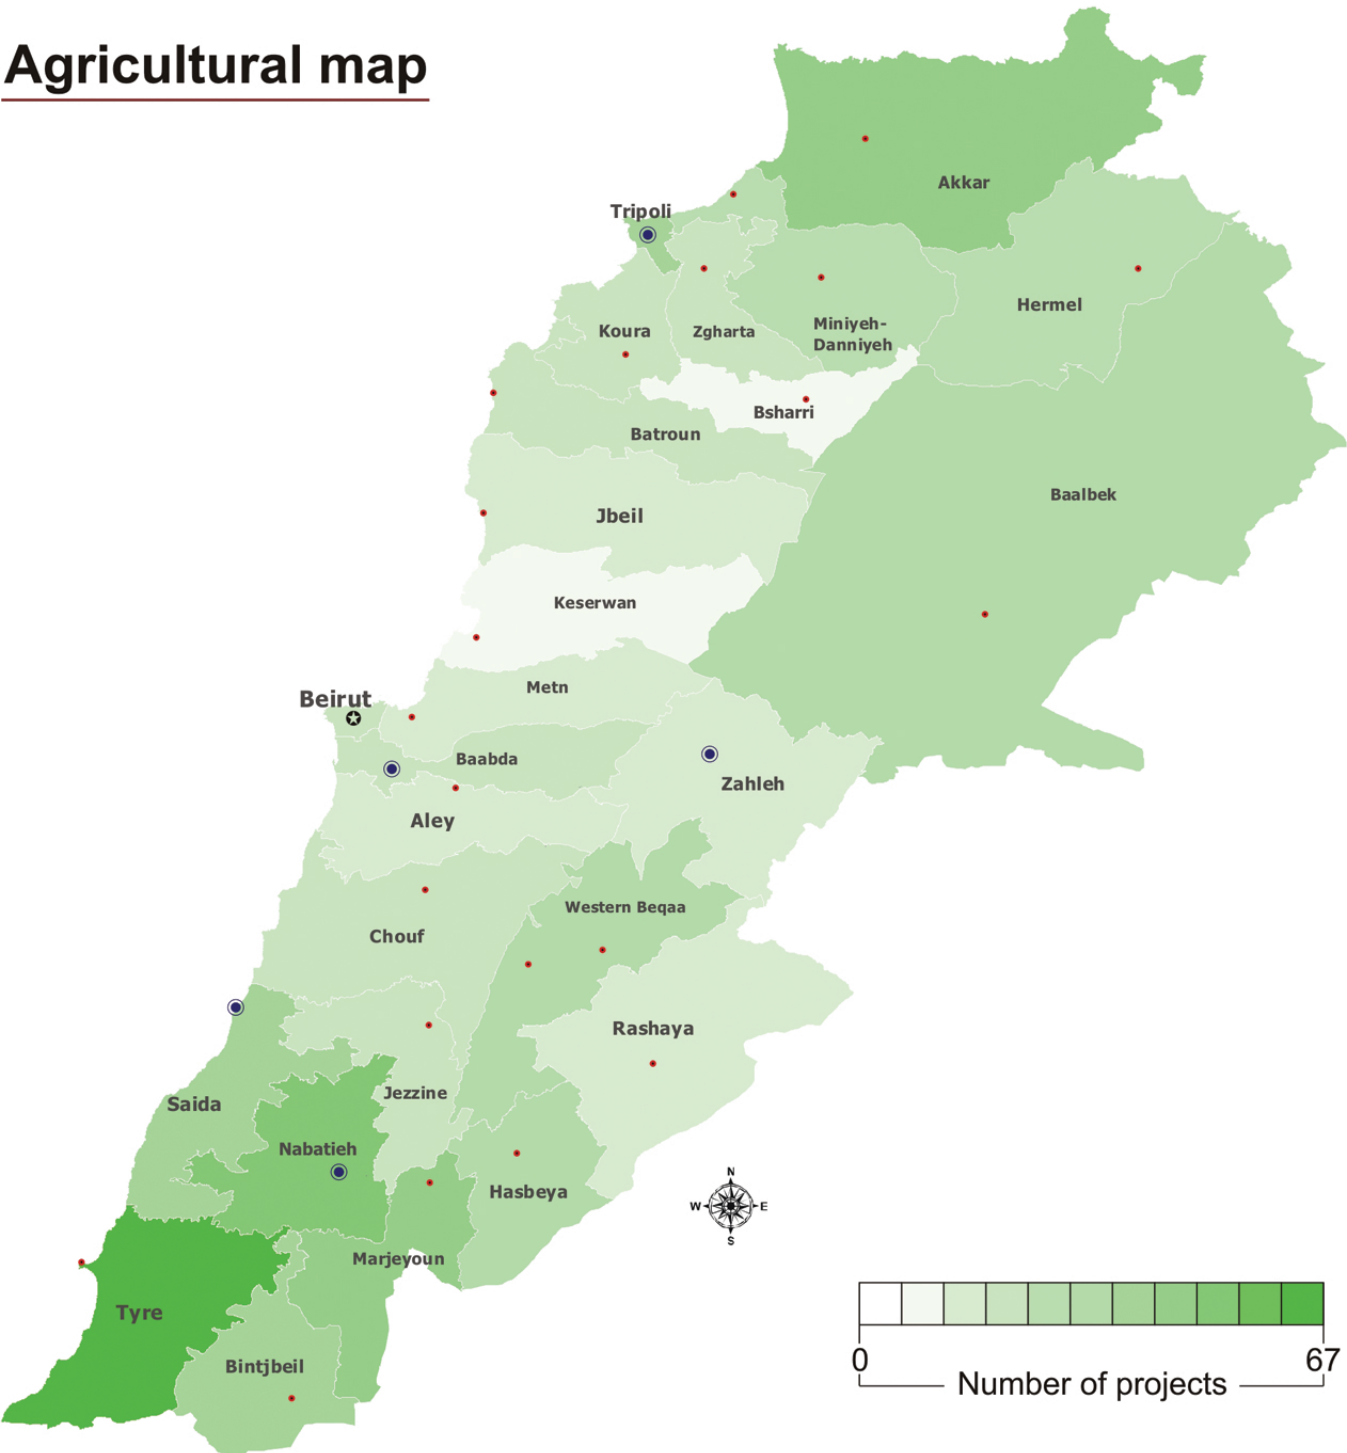 Agricultural map
Akkar
Tripoli
Hermel
Koura
Zgharta
Miniyeh-
Danniyeh
Bsharri
Batroun
Baalbek
Jbeil
Keserwan
Metn
Beirut
Baabda
Zahleh
Aley
Western Beqaa
Chouf
Rashaya
Jezzine
Saida
Nabatieh
Hasbeya
N
W E
S
Marjeyoun
Tyre
Bintjbeil
0 67
Number of projects